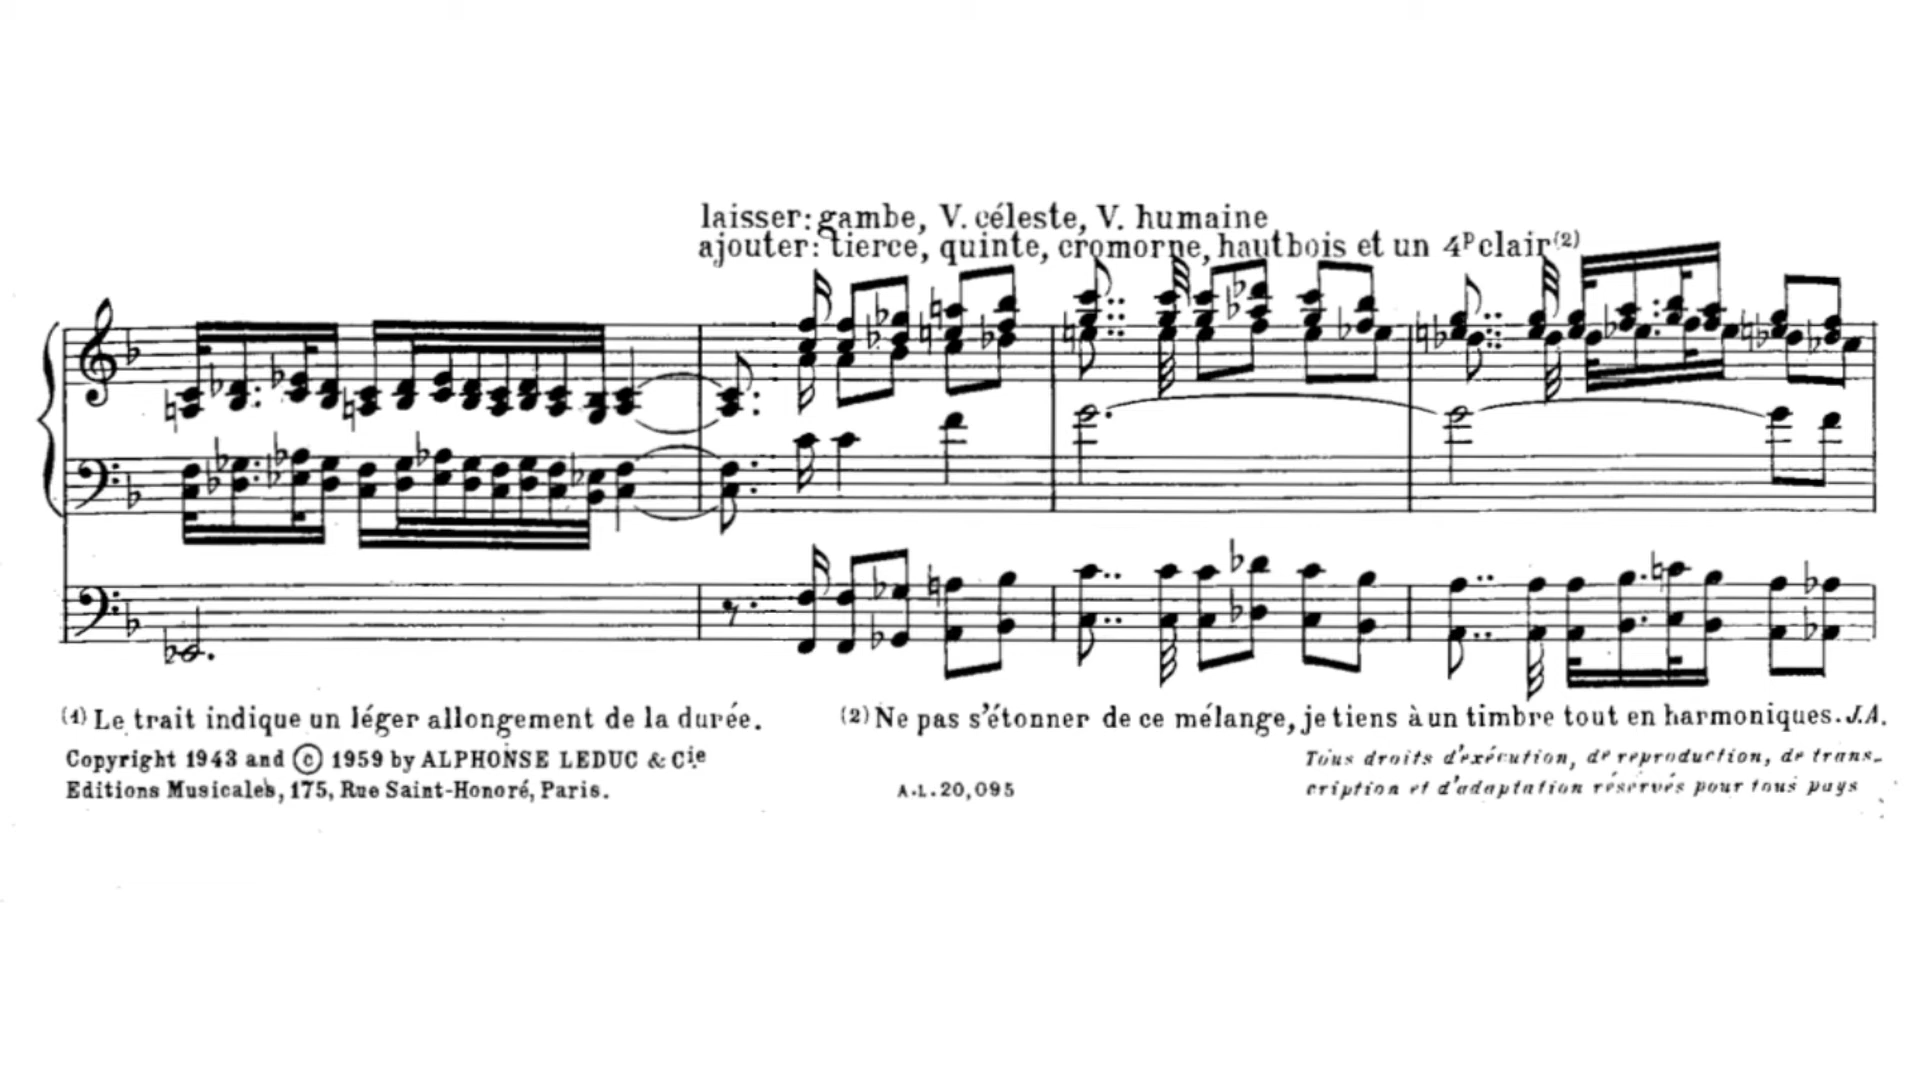 laisser: gambe, V. céleste, V. humaine
ajouter: tierce, quinte, cromorne, hautbois et un 4P clair(2)
(1) Le trait indique un léger allongement de la durée.
(2) Ne pas s'étonner de ce mélange, je tiens à un timbre tout en harmoniques. J.A.
Copyright 1943 and © 1959 by ALPHONSE LEDUC & Cie
Editions Musicales, 175, Rue Saint-Honoré, Paris.
A.L.20,095
Tous droits d'exécution, de reproduction, de trans-
cription et d'adaptation réservés pour tous pays